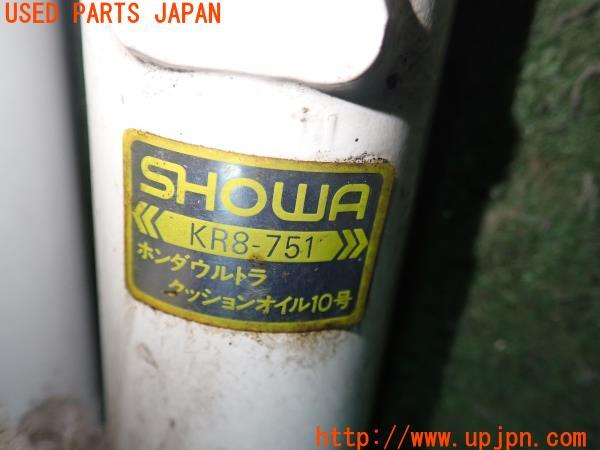 USED PARTS JAPAN
SHOWA
KR8-751
ホンダウルトラ
クッションオイル10号
http://www.upjpn.com